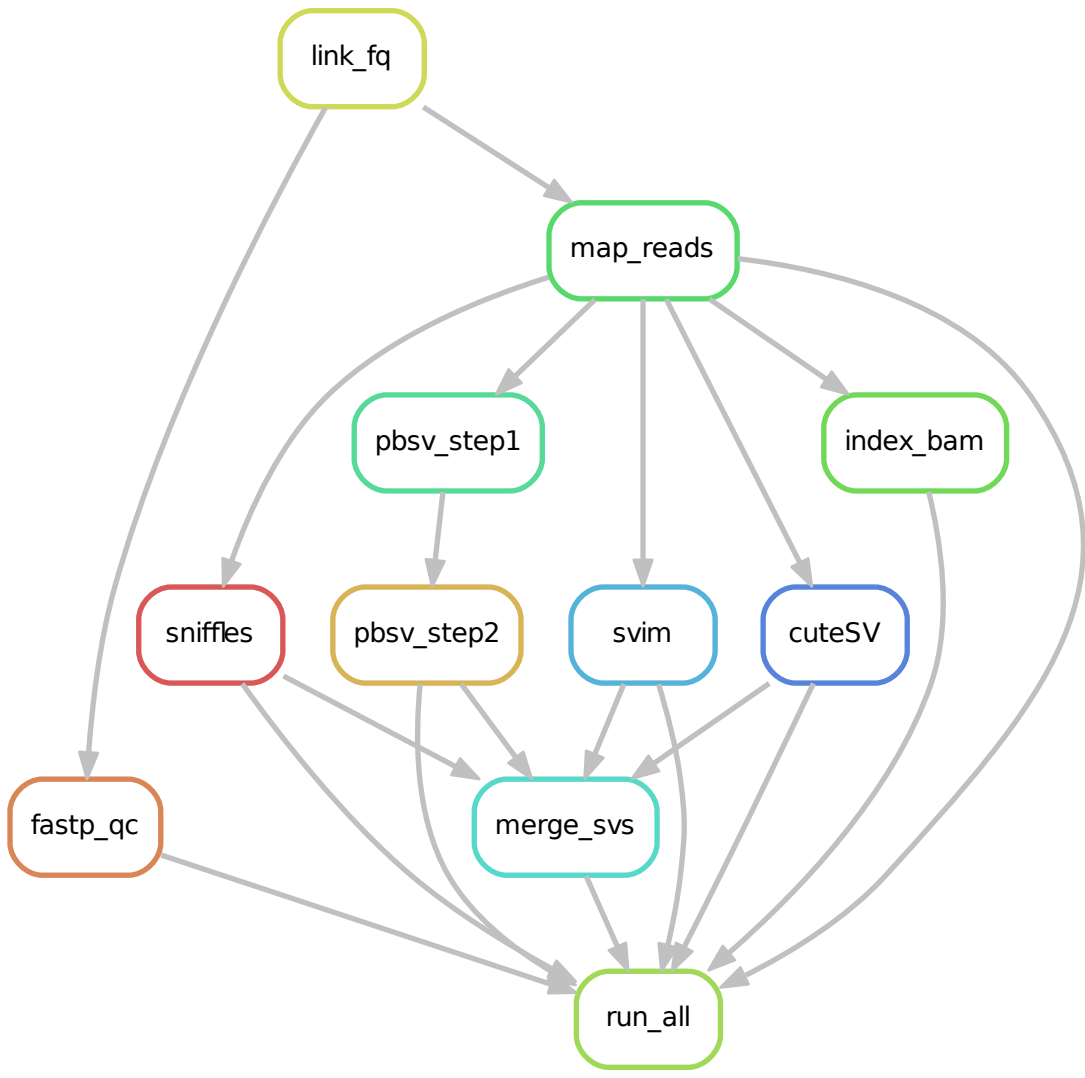 link_fq
map_reads
pbsv_step1
index_bam
sniffles
pbsv_step2
svim
cuteSV
fastp_qc
merge_svs
run_all